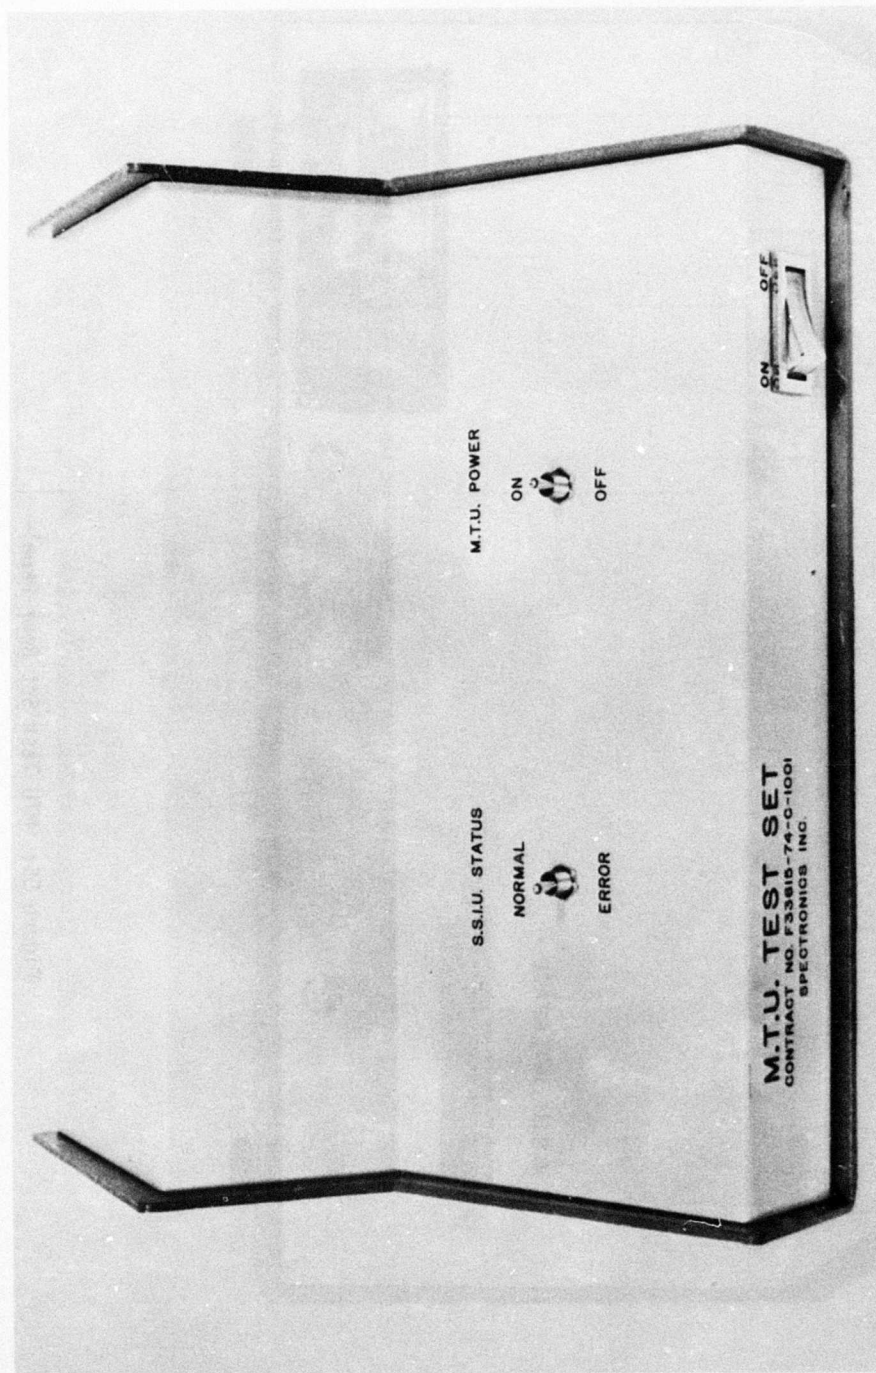 S.S.I.U. STATUS
NORMAL
ERROR
M.T.U. POWER
ON
OFF
M.T.U. TEST SET
CONTRACT NO. F33615-74-C-1001
SPECTRONICS INC.
ON OFF